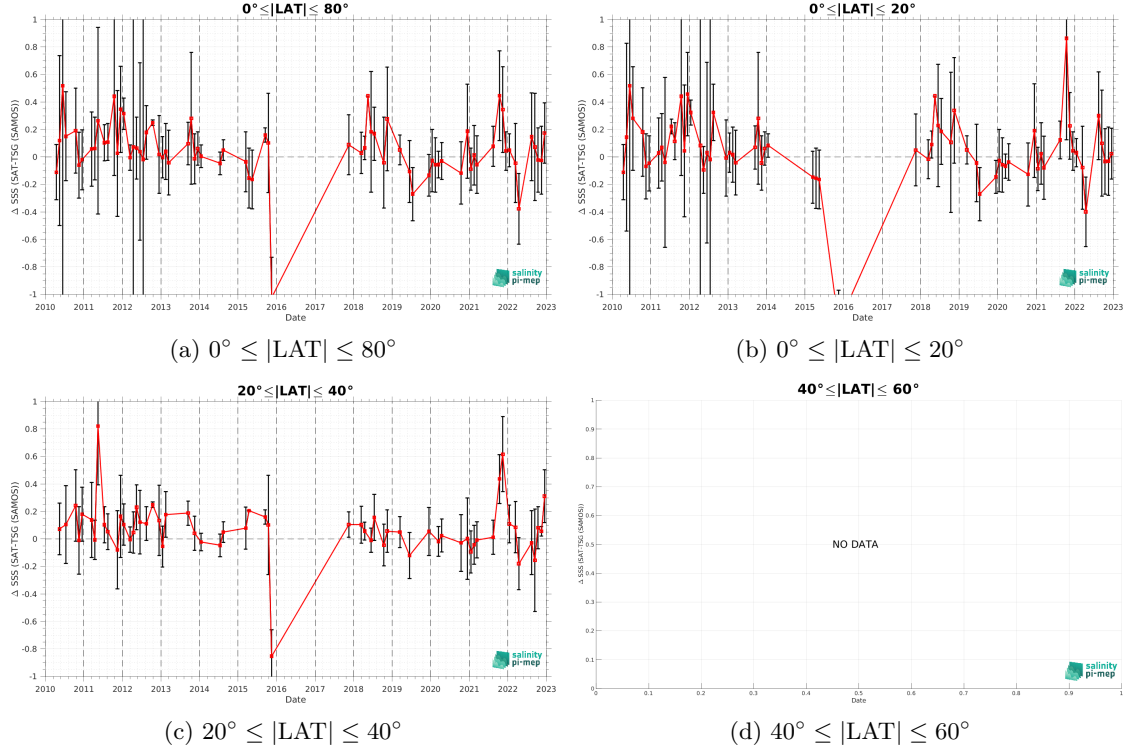 0°≤|LAT|≤ 80°
Δ SSS (SAT-TSG (SAMOS))
1
0.8
0.6
0.4
0.2
0
-0.2
-0.4
-0.6
-0.8
-1
2010 2011 2012 2013 2014 2015 2016 2017 2018 2019 2020 2021 2022 2023
Date
salinity
pi-mep
(a) 0° ≤ |LAT| ≤ 80°
0°≤|LAT|≤ 20°
Δ SSS (SAT-TSG (SAMOS))
1
0.8
0.6
0.4
0.2
0
-0.2
-0.4
-0.6
-0.8
-1
2010 2011 2012 2013 2014 2015 2016 2017 2018 2019 2020 2021 2022 2023
Date
salinity
pi-mep
(b) 0° ≤ |LAT| ≤ 20°
20°≤|LAT|≤ 40°
Δ SSS (SAT-TSG (SAMOS))
1
0.8
0.6
0.4
0.2
0
-0.2
-0.4
-0.6
-0.8
-1
2010 2011 2012 2013 2014 2015 2016 2017 2018 2019 2020 2021 2022 2023
Date
salinity
pi-mep
(c) 20° ≤ |LAT| ≤ 40°
40°≤|LAT|≤ 60°
Δ SSS (SAT-TSG (SAMOS))
1
0.9
0.8
0.7
0.6
0.5
0.4
0.3
0.2
0.1
0
NO DATA
0 0.1 0.2 0.3 0.4 0.5 0.6 0.7 0.8 0.9 1
Date
salinity
pi-mep
(d) 40° ≤ |LAT| ≤ 60°